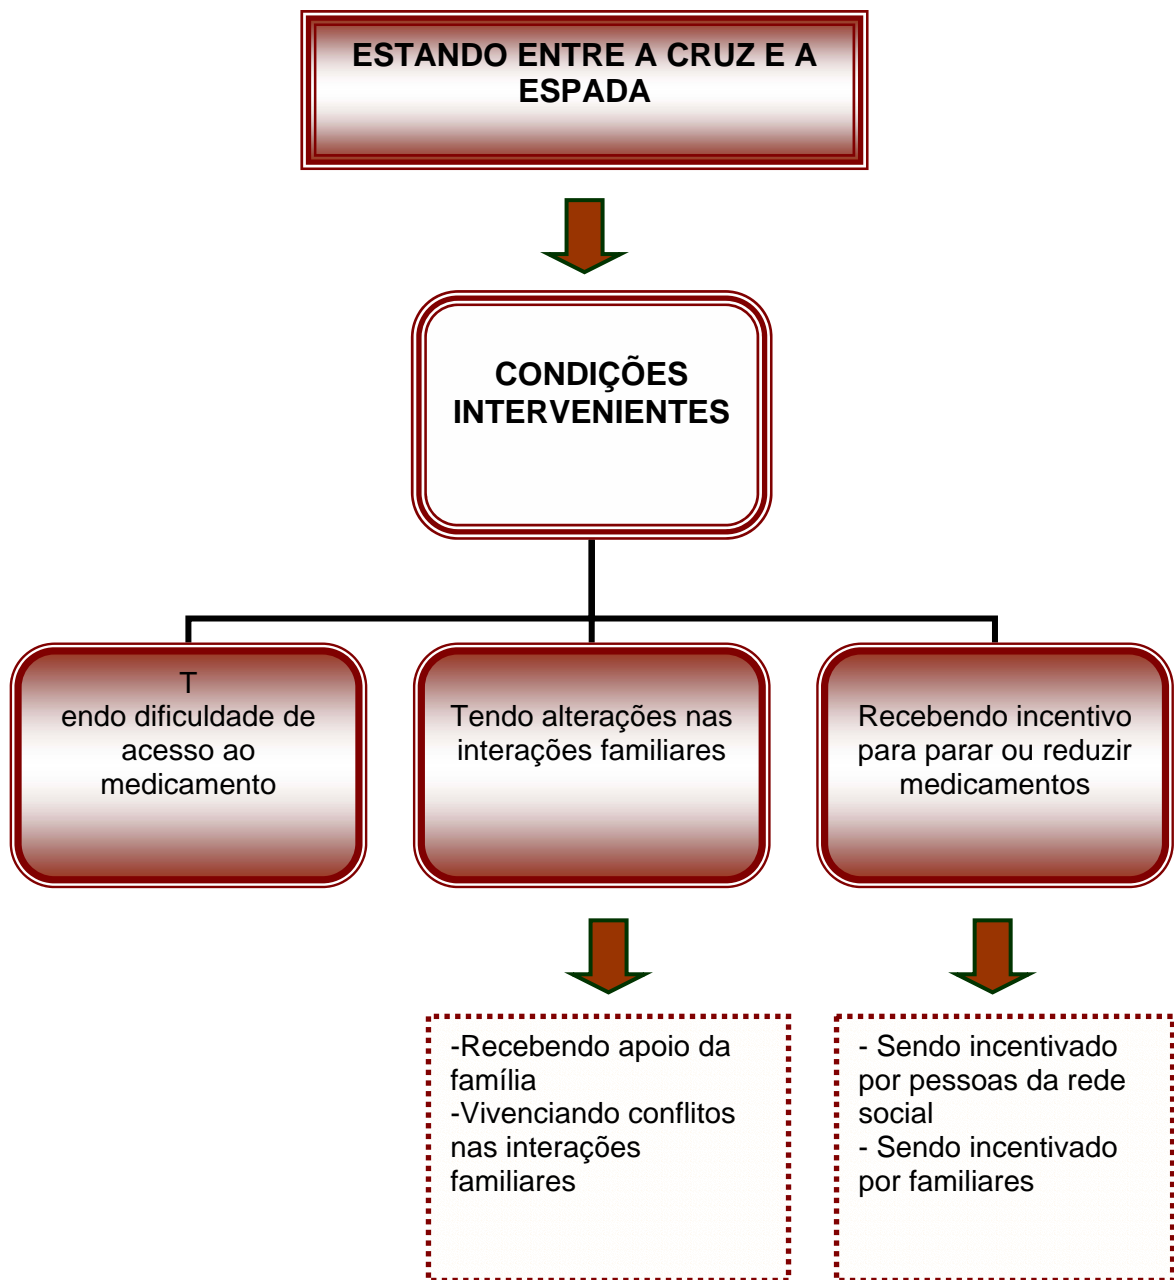 ESTANDO ENTRE A CRUZ E A
ESPADA
CONDIÇÕES
INTERVENIENTES
T
endo dificuldade de
acesso ao
medicamento
Tendo alterações nas
interações familiares
Recebendo incentivo
para parar ou reduzir
medicamentos
-Recebendo apoio da
família
-Vivenciando conflitos
nas interações
familiares
- Sendo incentivado
por pessoas da rede
social
- Sendo incentivado
por familiares